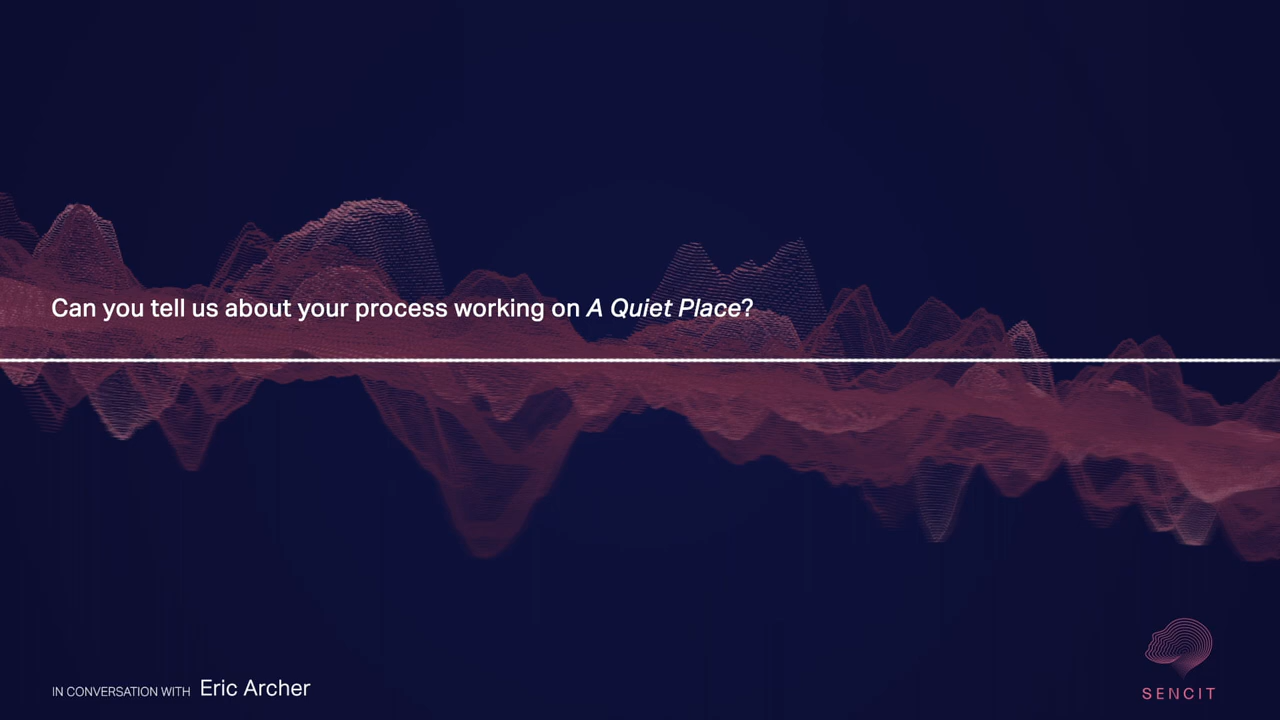 Can you tell us about your process working on A Quiet Place?
IN CONVERSATION WITH Eric Archer
SENCIT